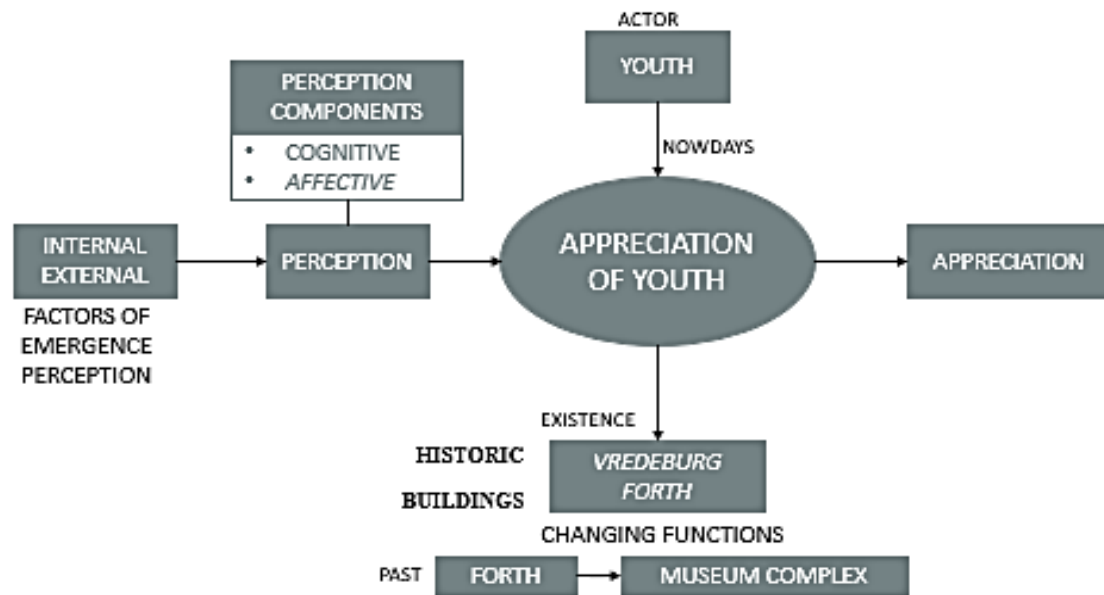 ACTOR
YOUTH
PERCEPTION
COMPONENTS
• COGNITIVE
• AFFECTIVE
NOWDAYS
INTERNAL
EXTERNAL
PERCEPTION
APPRECIATION
OF YOUTH
APPRECIATION
FACTORS OF
EMERGENCE
PERCEPTION
EXISTENCE
HISTORIC
BUILDINGS
VREDEBURG
FORTH
CHANGING FUNCTIONS
PAST
FORTH
MUSEUM COMPLEX